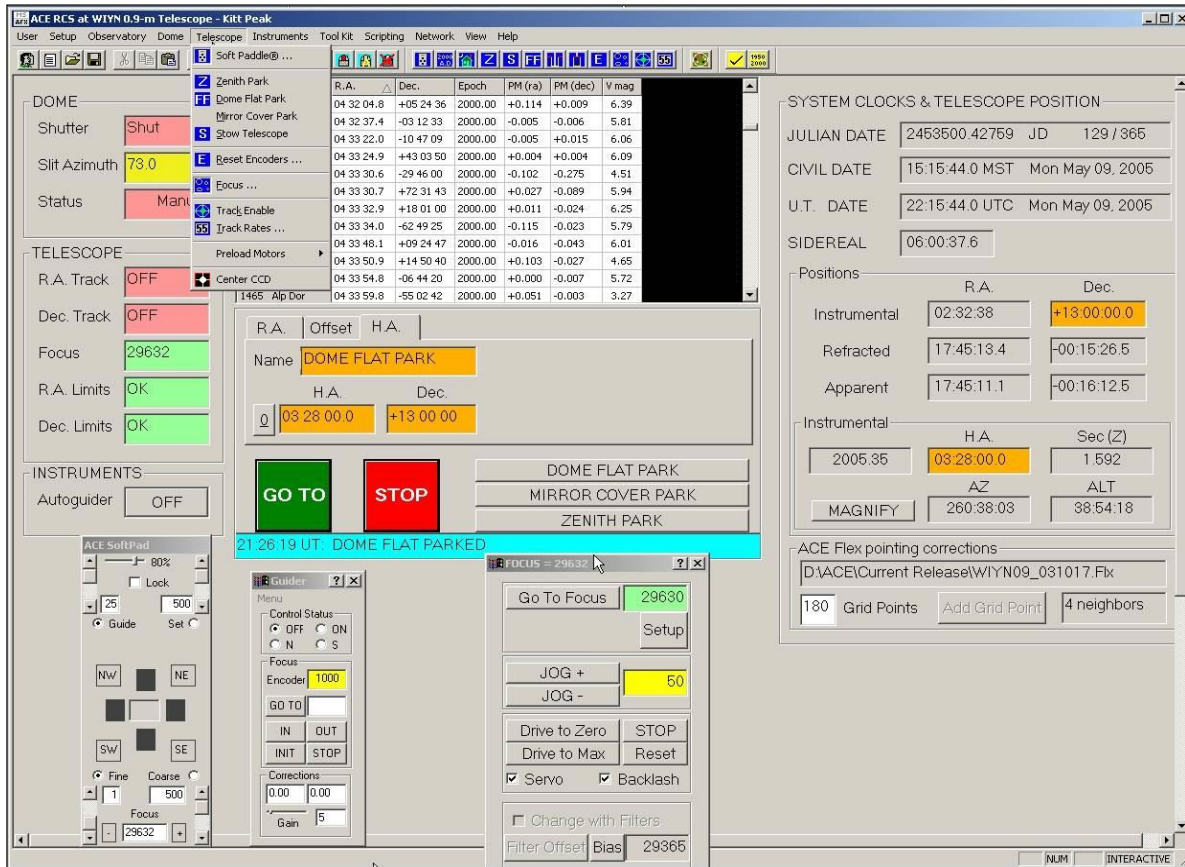 ACE RCS at WIYN 0.9-m Telescope - Kitt Peak
User Setup Observatory Dome Telescope Instruments Tool Kit Scripting Network View Help
Soft Paddle® ...
Z Zenith Park
FF Dome Flat Park
Mirror Cover Park
S Stow Telescope
E Reset Encoders ...
Focus ...
Track Enable
55 Track Rates ...
Preload Motors
Center CCD
DOME
Shutter Shut
Slit Azimuth 73.0
Status Manu
TELESCOPE
R.A. Track OFF
Dec. Track OFF
Focus 29632
R.A. Limits OK
Dec. Limits OK
INSTRUMENTS
Autoguider OFF
R.A. Dec. Epoch PM (ra) PM (dec) V mag
04 32 04.8 +05 24 36 2000.00 +0.114 +0.009 6.39
04 32 37.4 -03 12 33 2000.00 -0.005 -0.006 5.81
04 33 22.0 -10 47 09 2000.00 -0.005 +0.015 6.06
04 33 24.9 +43 03 50 2000.00 +0.004 +0.004 6.09
04 33 30.6 -29 46 00 2000.00 -0.102 -0.275 4.51
04 33 30.7 +72 31 43 2000.00 +0.027 -0.089 5.94
04 33 32.9 +18 01 00 2000.00 +0.011 -0.024 6.25
04 33 34.0 -62 49 25 2000.00 -0.115 -0.023 5.79
04 33 48.1 +09 24 47 2000.00 -0.016 -0.043 6.01
04 33 50.9 +14 50 40 2000.00 +0.103 -0.027 4.65
04 33 54.8 -06 44 20 2000.00 +0.000 -0.007 5.72
1465 Alp Dor 04 33 59.8 -55 02 42 2000.00 +0.051 -0.003 3.27
R.A. Offset H.A.
Name DOME FLAT PARK
H.A. Dec.
0 03 28 00.0 +13 00 00
GO TO STOP
DOME FLAT PARK
MIRROR COVER PARK
ZENITH PARK
21:26:19 UT: DOME FLAT PARKED
SYSTEM CLOCKS & TELESCOPE POSITION
JULIAN DATE 2453500.42759 JD 129 / 365
CIVIL DATE 15:15:44.0 MST Mon May 09, 2005
U.T. DATE 22:15:44.0 UTC Mon May 09, 2005
SIDEREAL 06:00:37.6
Positions
R.A. Dec.
Instrumental 02:32:38 +13:00:00.0
Refracted 17:45:13.4 -00:15:26.5
Apparent 17:45:11.1 -00:16:12.5
Instrumental
H.A. Sec (Z)
2005.35 03:28:00.0 1.592
AZ ALT
MAGNIFY 260:38:03 38:54:18
ACE Flex pointing corrections
D:\ACE\Current Release\WIYN09_031017.Flx
180 Grid Points Add Grid Point 4 neighbors
ACE SoftPad
80%
Lock
25 500
Guide Set
NW NE
SW SE
Fine Coarse
1 500
Focus
- 29632 +
Guider
Menu
Control Status
OFF ON
N S
Focus
Encoder 1000
GO TO
IN OUT
INIT STOP
Corrections
0.00 0.00
Gain 5
FOCUS = 29632
Go To Focus 29630
Setup
JOG +
JOG -
50
Drive to Zero STOP
Drive to Max Reset
Servo Backlash
Change with Filters
Filter Offset Bias 29365
NUM INTERACTIVE